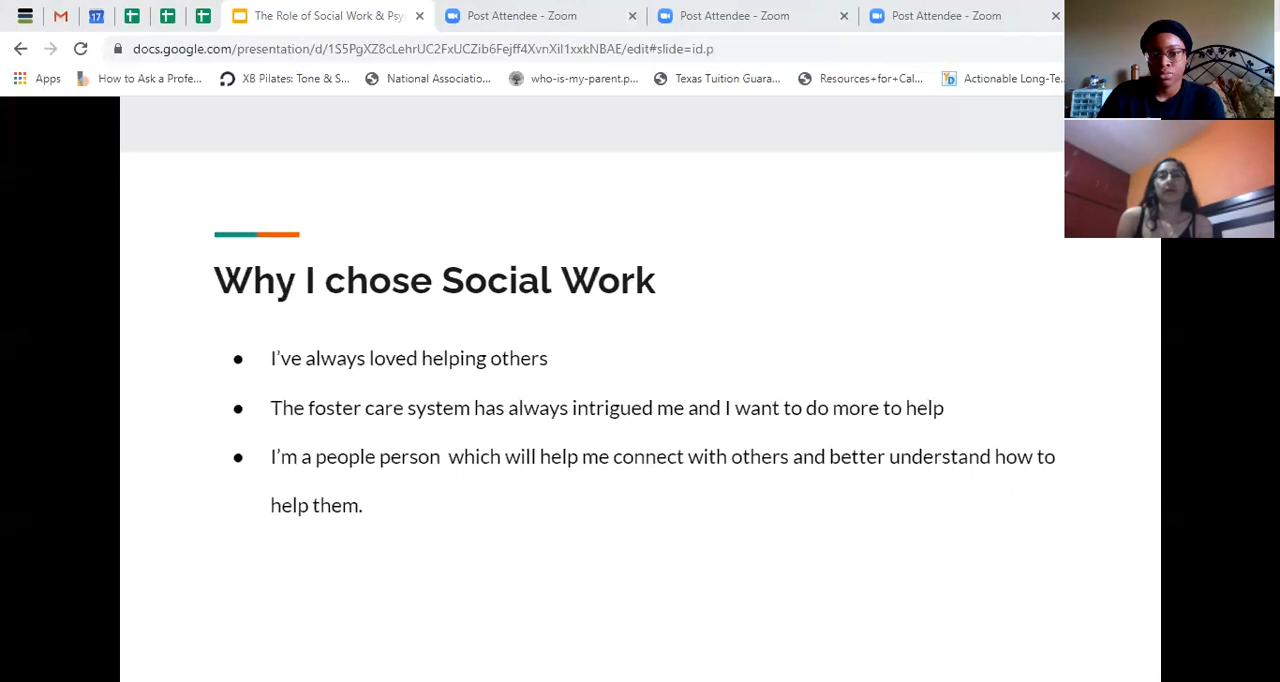 The Role of Social Work & Psy
Post Attendee - Zoom
Post Attendee - Zoom
Post Attendee - Zoom
17
docs.google.com/presentation/d/1S5PgXZ8cLehrUC2FxUCZib6Fejff4XvnXil1xxkNBAE/edit#slide=id.p
Apps
How to Ask a Profe...
X8 Pilates: Tone & S...
National Associatio...
who-is-my-parent.p...
Texas Tuition Guara...
Resources+for+Cal...
YD
Actionable Long-Te...
Why I chose Social Work
● I’ve always loved helping others
● The foster care system has always intrigued me and I want to do more to help
● I’m a people person which will help me connect with others and better understand how to
help them.